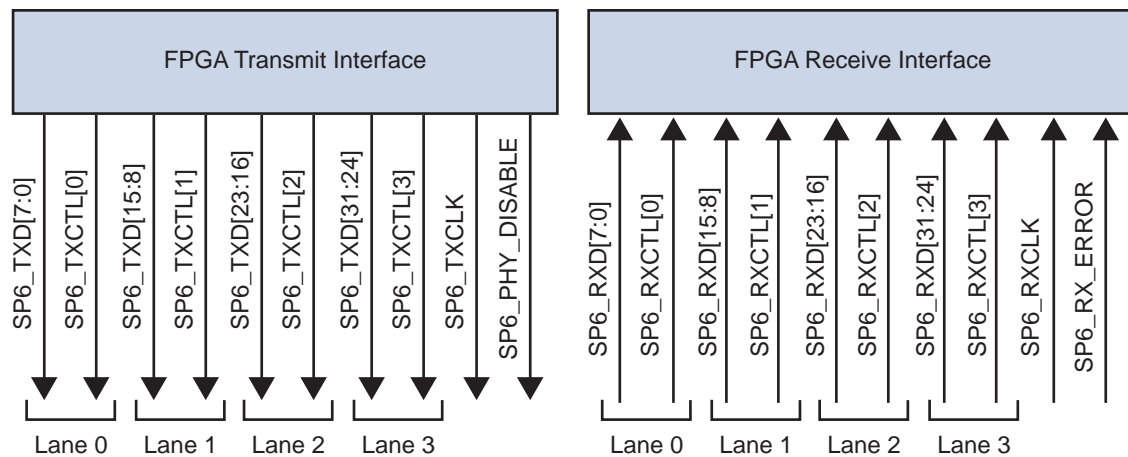 FPGA Transmit Interface
SP6_TXD[7:0]
SP6_TXCTL[0]
SP6_TXD[15:8]
SP6_TXCTL[1]
SP6_TXD[23:16]
SP6_TXCTL[2]
SP6_TXD[31:24]
SP6_TXCTL[3]
SP6_TXCLK
SP6_PHY_DISABLE
Lane 0
Lane 1
Lane 2
Lane 3
FPGA Receive Interface
SP6_RXD[7:0]
SP6_RXCTL[0]
SP6_RXD[15:8]
SP6_RXCTL[1]
SP6_RXD[23:16]
SP6_RXCTL[2]
SP6_RXD[31:24]
SP6_RXCTL[3]
SP6_RXCLK
SP6_RX_ERROR
Lane 0
Lane 1
Lane 2
Lane 3